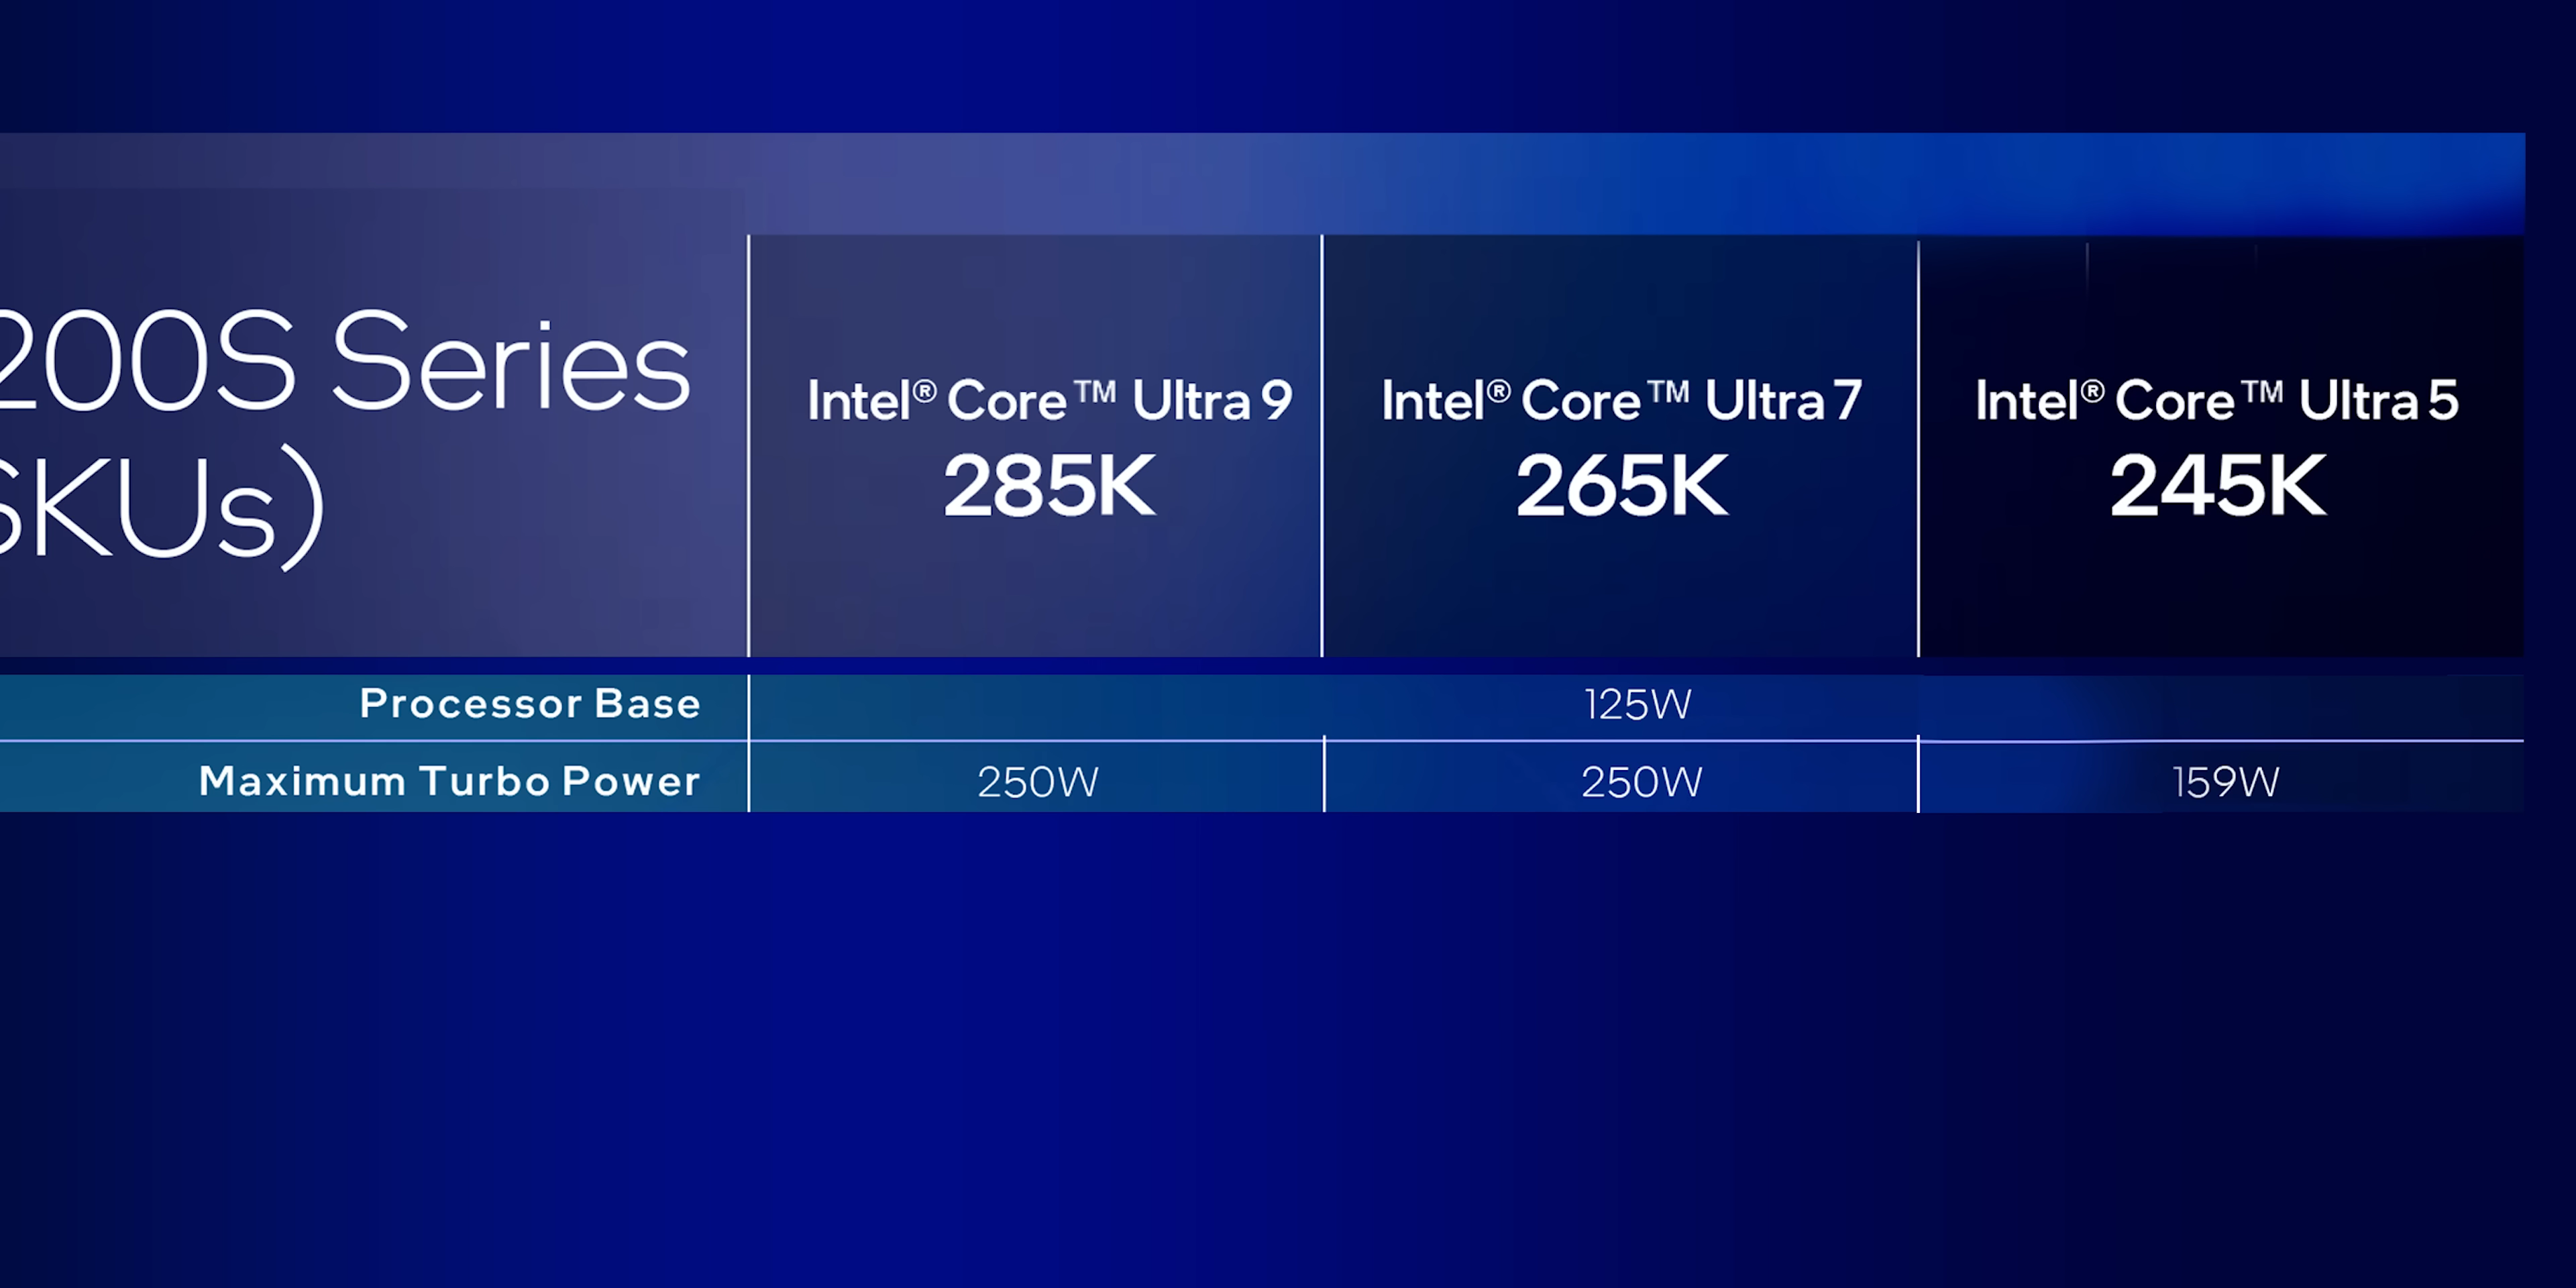 200S Series
SKUs)
Intel® Core™ Ultra 9
285K
Intel® Core™ Ultra 7
265K
Intel® Core™ Ultra 5
245K
Processor Base
125W
Maximum Turbo Power
250W
250W
159W